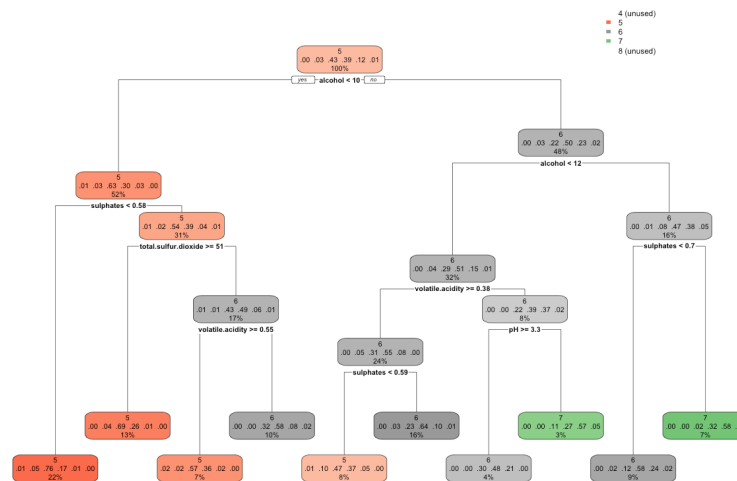 4 (unused)
5
6
7
8 (unused)
5
.00 .03 .43 .39 .12 .01
100%
yes alcohol < 10 no
6
.00 .03 .22 .50 .23 .02
48%
alcohol < 12
5
.01 .03 .63 .30 .03 .00
52%
sulphates < 0.58
5
.01 .02 .54 .39 .04 .01
31%
total.sulfur.dioxide >= 51
6
.00 .01 .08 .47 .38 .05
16%
sulphates < 0.7
6
.00 .04 .29 .51 .15 .01
32%
volatile.acidity >= 0.38
6
.01 .01 .43 .49 .06 .01
17%
volatile.acidity >= 0.55
6
.00 .00 .22 .39 .37 .02
8%
pH >= 3.3
6
.00 .05 .31 .55 .08 .00
24%
sulphates < 0.59
5
.00 .04 .69 .26 .01 .00
13%
6
.00 .00 .32 .58 .08 .02
10%
6
.00 .03 .23 .64 .10 .01
16%
7
.00 .00 .11 .27 .57 .05
3%
7
.00 .00 .02 .32 .58
7%
5
.01 .05 .76 .17 .01 .00
22%
5
.02 .02 .57 .36 .02 .00
7%
5
.01 .10 .47 .37 .05 .00
8%
6
.00 .00 .30 .48 .21 .00
4%
6
.00 .02 .12 .58 .24 .02
9%